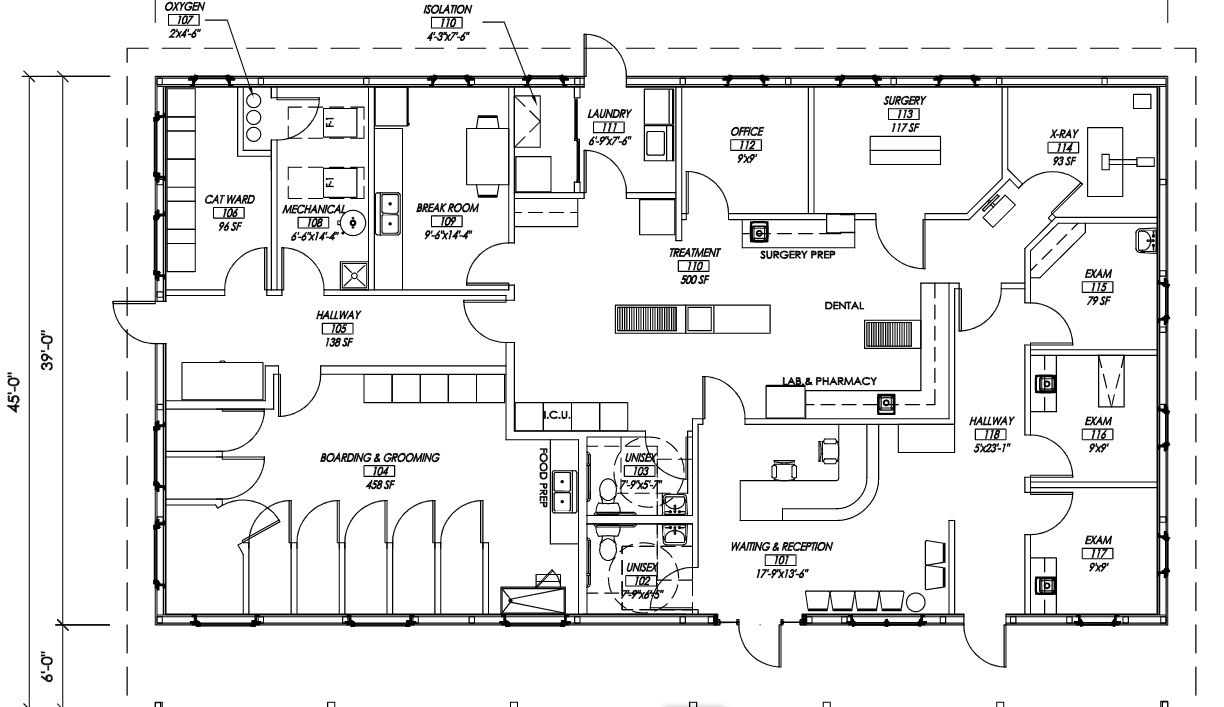 OXYGEN
107
2'x4'-6"
ISOLATION
110
4'-3"x7'-6"
LAUNDRY
111
6'-9"x7'-6"
OFFICE
112
9'x9'
SURGERY
113
117 SF
X-RAY
114
93 SF
CAT WARD
106
96 SF
MECHANICAL
108
6'-6"x14'-4"
BREAK ROOM
109
9'-6"x14'-4"
TREATMENT
110
500 SF
SURGERY PREP
EXAM
115
79 SF
DENTAL
HALLWAY
105
138 SF
LAB & PHARMACY
I.C.U.
HALLWAY
118
5'x23'-1"
EXAM
116
9'x9'
BOARDING & GROOMING
104
458 SF
FOOD PREP
UNISEX
103
7'-9"x5'-7"
WAITING & RECEPTION
101
17'-9"x13'-6"
EXAM
117
9'x9'
UNISEX
102
7'-9"x6'-5"
45'-0"
39'-0"
6'-0"